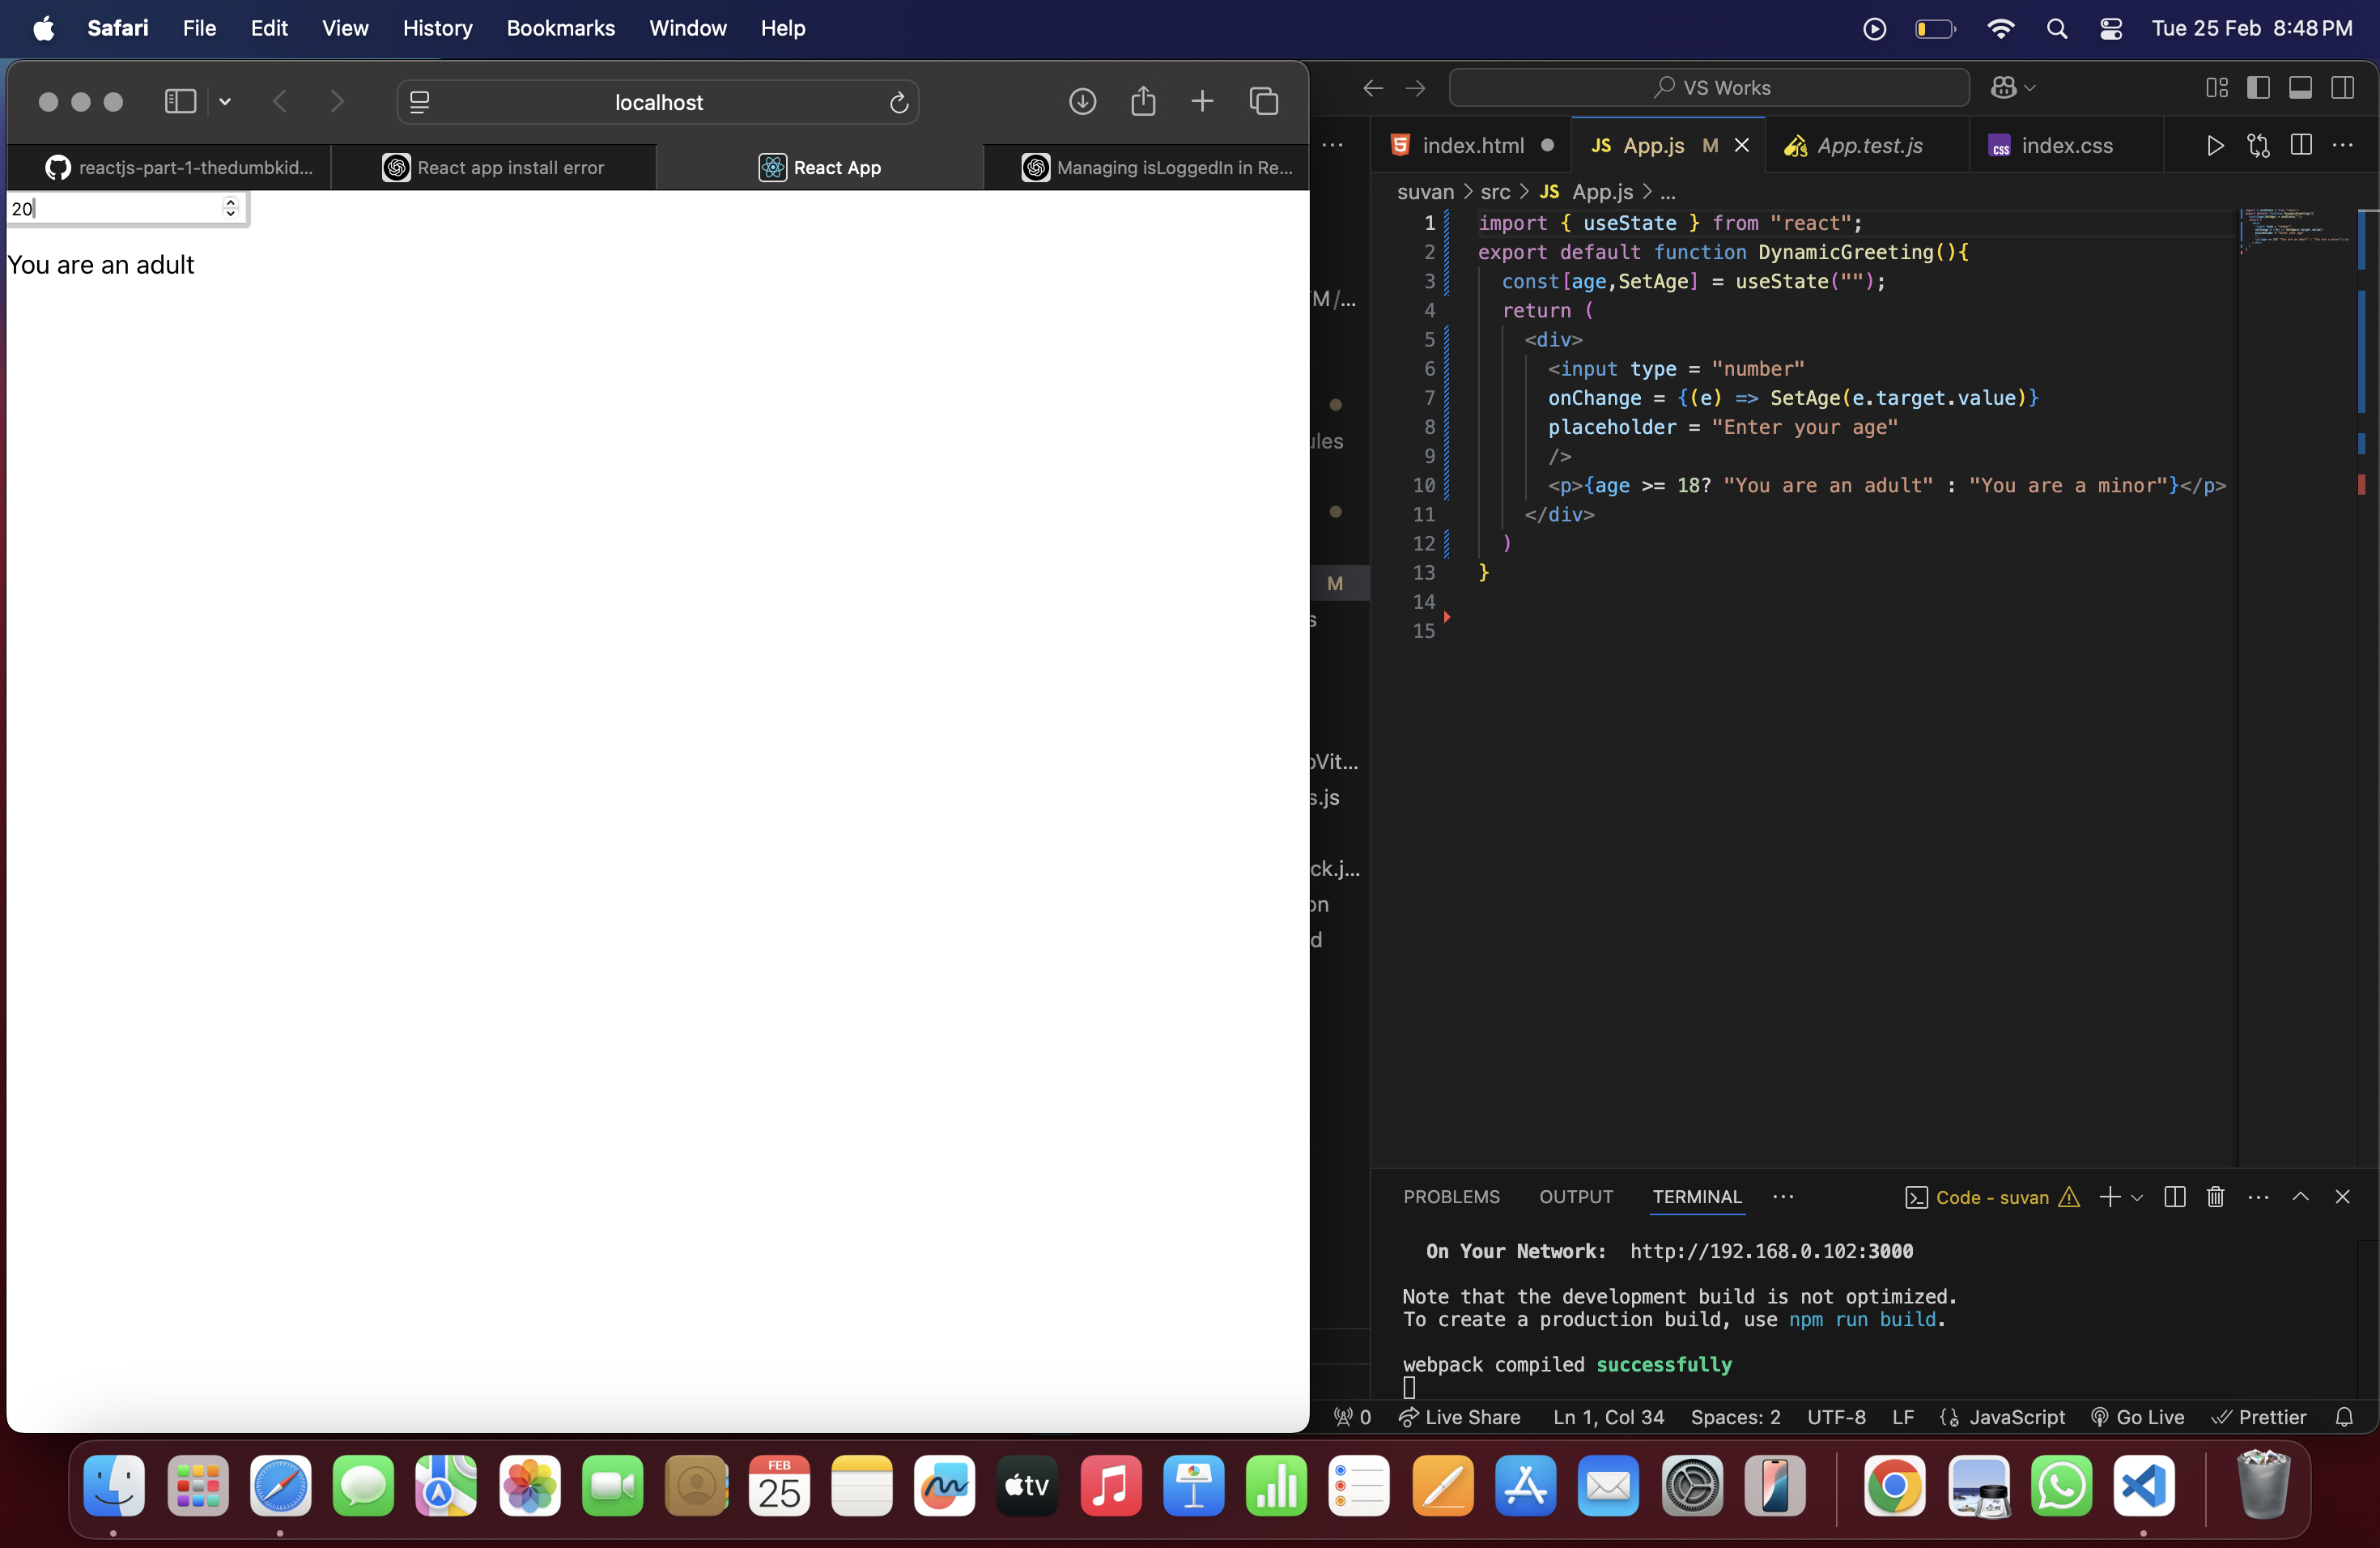 Safari File Edit View History Bookmarks Window Help Tue 25 Feb 8:48 PM
localhost
reactjs-part-1-thedumbkid... React app install error React App Managing isLoggedIn in Re...
20
You are an adult
VS Works
index.html JS App.js M App.test.js css index.css
suvan > src > JS App.js > ...
1 import { useState } from "react";
2 export default function DynamicGreeting(){
3 const[age,SetAge] = useState("");
4 return (
5 <div>
6 <input type = "number"
7 onChange = {(e) => SetAge(e.target.value)}
8 placeholder = "Enter your age"
9 />
10 <p>{age >= 18? "You are an adult" : "You are a minor"}</p>
11 </div>
12 )
13 }
14
15
M/...
ules
M
s
Vit...
s.js
ck.j...
on
d
PROBLEMS OUTPUT TERMINAL ... Code - suvan
On Your Network: http://192.168.0.102:3000
Note that the development build is not optimized.
To create a production build, use npm run build.
webpack compiled successfully
0 Live Share Ln 1, Col 34 Spaces: 2 UTF-8 LF JavaScript Go Live Prettier
FEB
25
tv